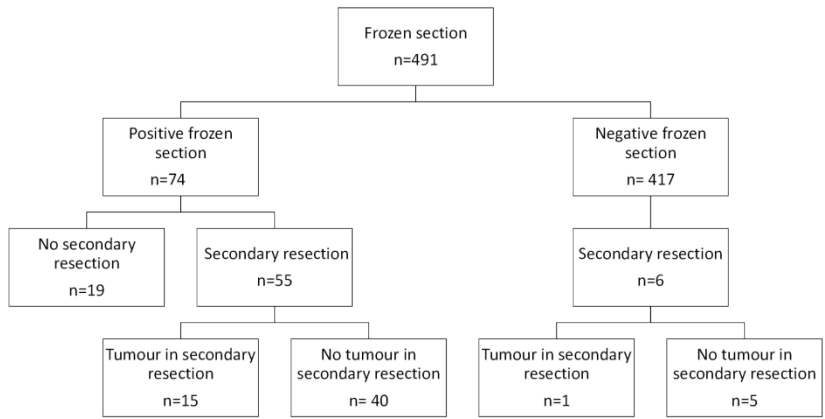 Frozen section
n=491
Positive frozen
section
n=74
Negative frozen
section
n= 417
No secondary
resection
n=19
Secondary resection
n=55
Secondary resection
n=6
Tumour in secondary
resection
n=15
No tumour in
secondary resection
n= 40
Tumour in secondary
resection
n=1
No tumour in
secondary resection
n=5